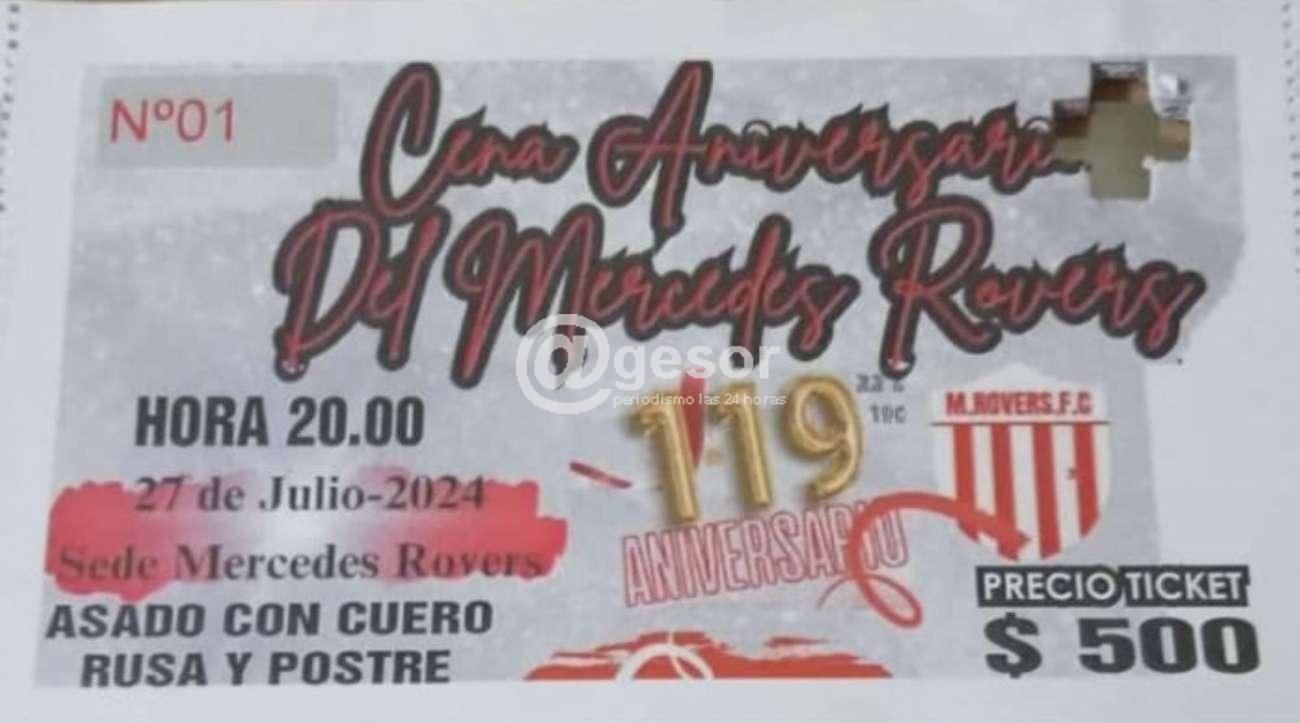 Nº01
Cena Aniversari
Del Mercedes Rovers
@gesor
periodismo las 24 horas
HORA 20.00
27 de Julio-2024
Sede Mercedes Rovers
ASADO CON CUERO
RUSA Y POSTRE
119
ANIVERSARIO
M.ROVERS.F.C
PRECIO TICKET
$ 500